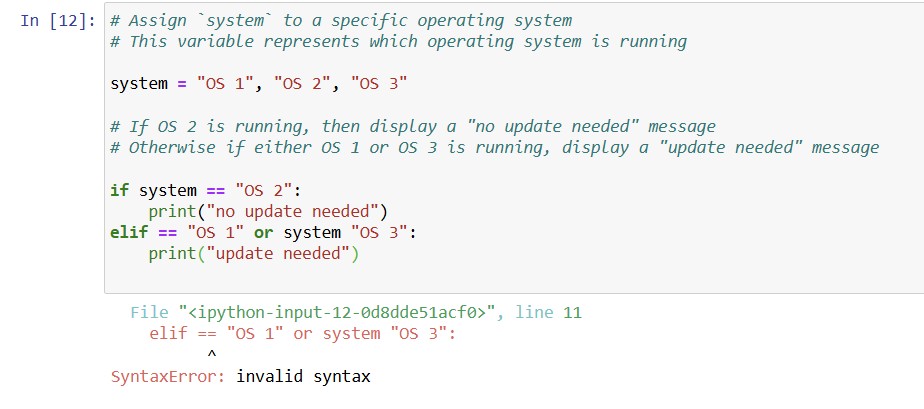 In [12]: # Assign `system` to a specific operating system
# This variable represents which operating system is running
system = "OS 1", "OS 2", "OS 3"
# If OS 2 is running, then display a "no update needed" message
# Otherwise if either OS 1 or OS 3 is running, display a "update needed" message
if system == "OS 2":
    print("no update needed")
elif == "OS 1" or system "OS 3":
    print("update needed")
File "<ipython-input-12-0d8dde51acf0>", line 11
    elif == "OS 1" or system "OS 3":
          ^
SyntaxError: invalid syntax